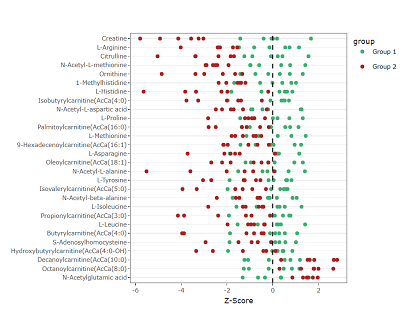 group
Group 1
Group 2
Creatine
L-Arginine
Citrulline
N-Acetyl-L-methionine
Ornithine
1-Methylhistidine
L-Histidine
Isobutyrylcarnitine(AcCa(4:0)
N-Acetyl-L-aspartic acid
L-Proline
Palmitoylcarnitine(AcCa(16:0)
L-Methionine
9-Hexadecenoylcarnitine(AcCa(16:1)
L-Asparagine
Oleoylcarnitine(AcCa(18:1)
N-Acetyl-L-alanine
L-Tyrosine
Isovalerylcarnitine(AcCa(5:0)
N-Acetyl-beta-alanine
L-Isoleucine
Propionylcarnitine(AcCa(3:0)
L-Leucine
Butyrylcarnitine(AcCa(4:0)
S-Adenosylhomocysteine
Hydroxybutyrylcarnitine(AcCa(4:0-OH)
Decanoylcarnitine(AcCa(10:0)
Octanoylcarnitine(AcCa(8:0)
N-Acetylglutamic acid
-6 -4 -2 0 2
Z-Score